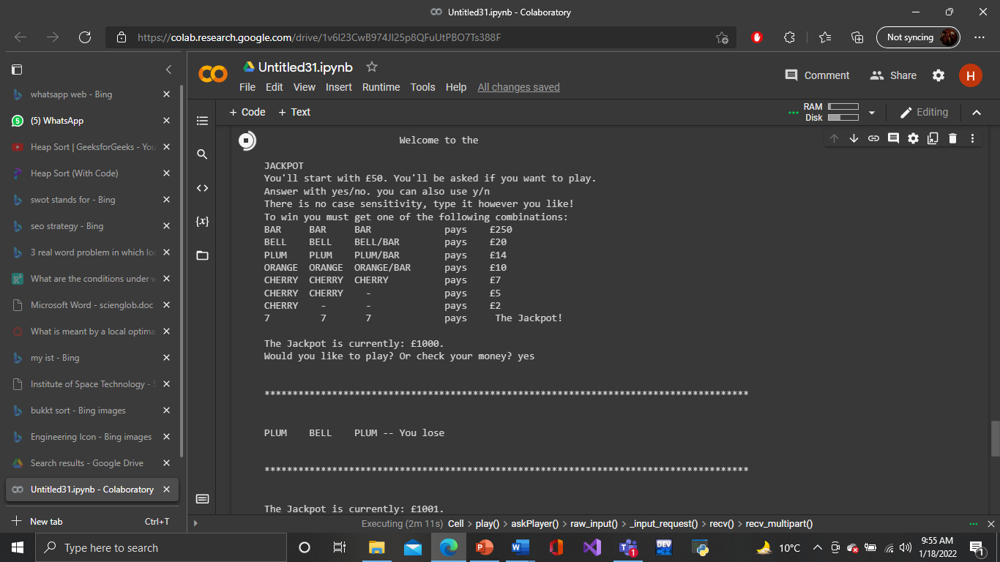 Untitled31.ipynb - Colaboratory
https://colab.research.google.com/drive/1v6I23CwB974JI25p8QFuUtPBO7Ts388F
Not syncing
whatsapp web - Bing
(5) WhatsApp
Heap Sort | GeeksforGeeks - You
Heap Sort (With Code)
swot stands for - Bing
seo strategy - Bing
3 real word problem in which lo
What are the conditions under w
Microsoft Word - scienglob.doc
What is meant by a local optima
my ist - Bing
Institute of Space Technology - S
bukkt sort - Bing images
Engineering Icon - Bing images
Search results - Google Drive
Untitled31.ipynb - Colaboratory
New tab Ctrl+T
Untitled31.ipynb
File Edit View Insert Runtime Tools Help All changes saved
Comment Share H
+ Code + Text
RAM
Disk
Editing
Welcome to the
JACKPOT
You'll start with £50. You'll be asked if you want to play.
Answer with yes/no. you can also use y/n
There is no case sensitivity, type it however you like!
To win you must get one of the following combinations:
BAR BAR BAR pays £250
BELL BELL BELL/BAR pays £20
PLUM PLUM PLUM/BAR pays £14
ORANGE ORANGE ORANGE/BAR pays £10
CHERRY CHERRY CHERRY pays £7
CHERRY CHERRY - pays £5
CHERRY - - pays £2
7 7 7 pays The Jackpot!
The Jackpot is currently: £1000.
Would you like to play? Or check your money? yes
**************************************************************************************
PLUM BELL PLUM -- You lose
**************************************************************************************
The Jackpot is currently: £1001.
Executing (2m 11s) Cell > play() > askPlayer() > raw_input() > _input_request() > recv() > recv_multipart()
Type here to search
10°C
9:55 AM
1/18/2022